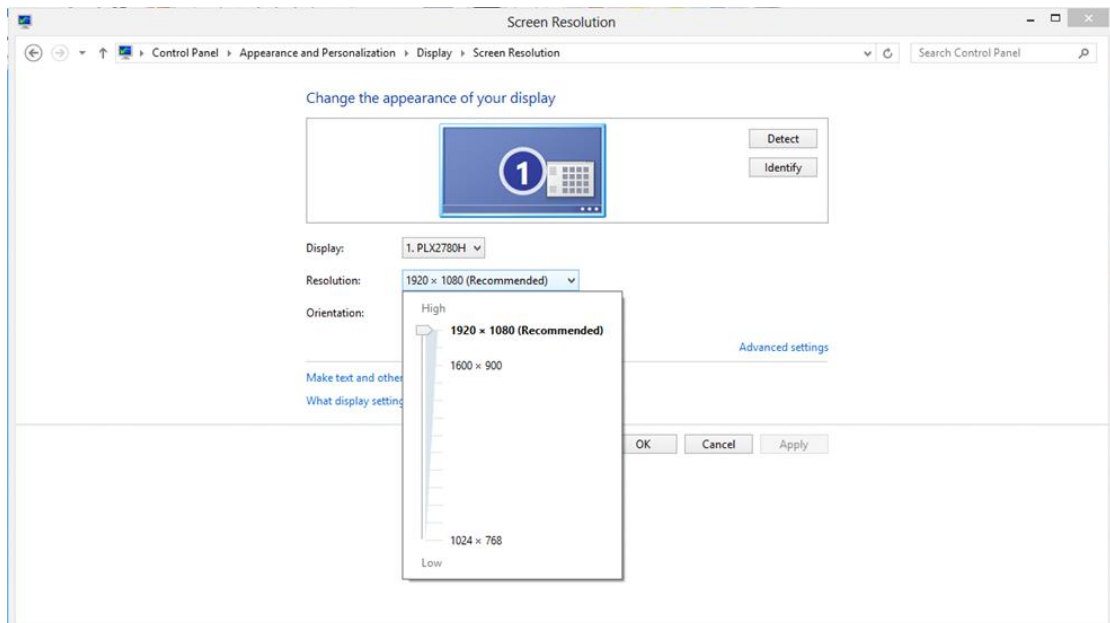 Screen Resolution
Control Panel Appearance and Personalization Display Screen Resolution
Search Control Panel
Change the appearance of your display
1
Detect
Identify
Display: 1. PLX2780H
Resolution: 1920 × 1080 (Recommended)
Orientation:
High
1920 × 1080 (Recommended)
1600 × 900
1024 × 768
Low
Advanced settings
Make text and other
What display setting
OK Cancel Apply